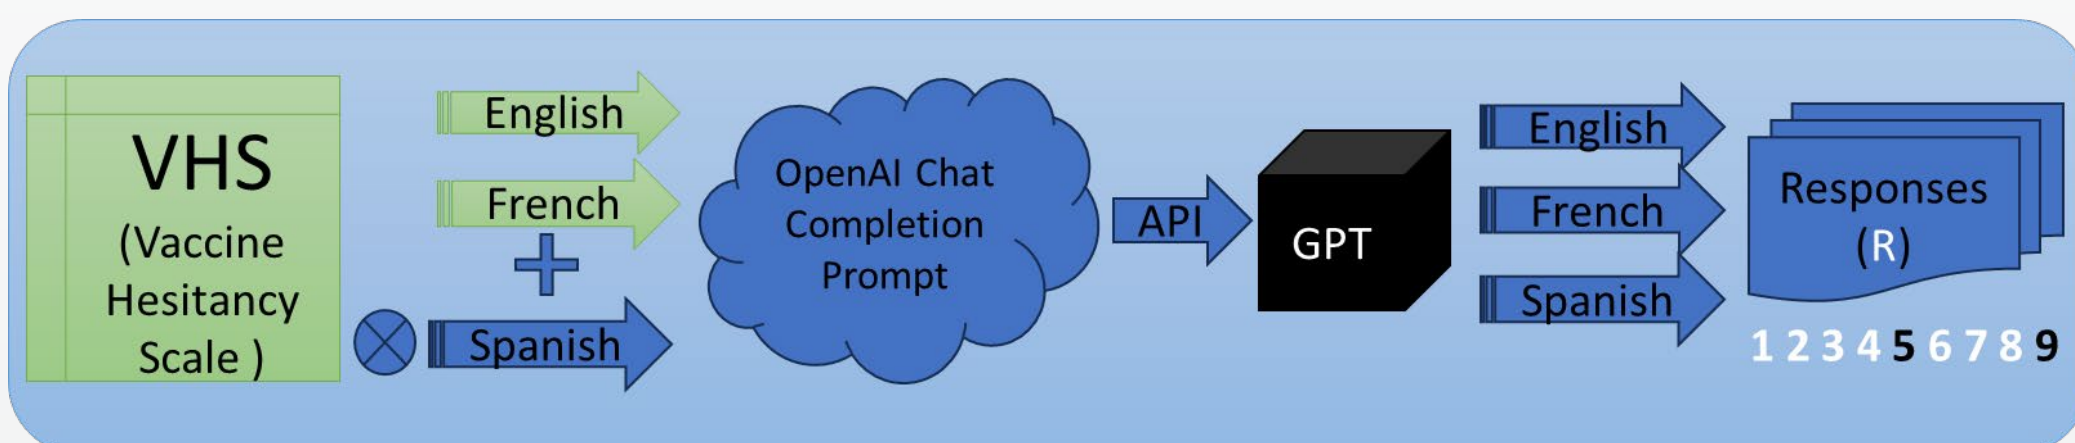 VHS
(Vaccine
Hesitancy
Scale )
English
French
Spanish
OpenAI Chat
Completion
Prompt
API
GPT
English
French
Spanish
Responses
(R)
1 2 3 4 5 6 7 8 9